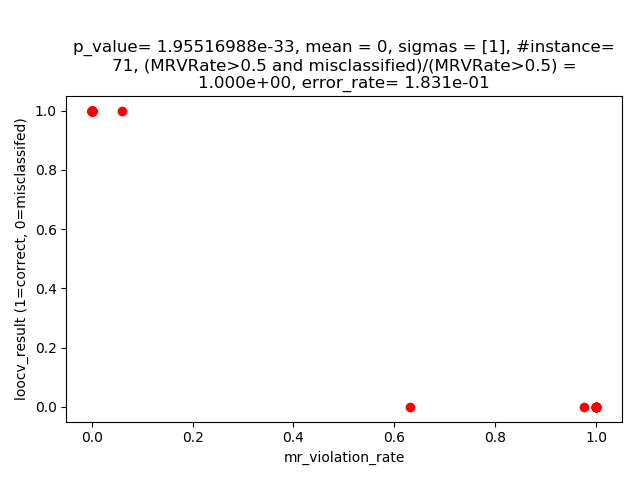 p_value= 1.95516988e-33, mean = 0, sigmas = [1], #instance=
71, (MRVRate>0.5 and misclassified)/(MRVRate>0.5) =
1.000e+00, error_rate= 1.831e-01
loocv_result (1=correct, 0=misclassifed)
1.0
0.8
0.6
0.4
0.2
0.0
0.0 0.2 0.4 0.6 0.8 1.0
mr_violation_rate